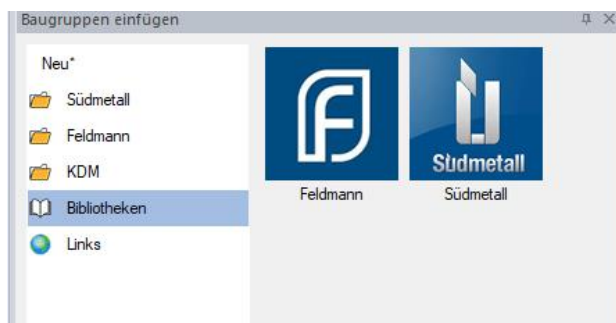 Baugruppen einfügen
Neu*
Südmetall
Feldmann
KDM
Bibliotheken
Links
F
Südmetall
Feldmann
Südmetall